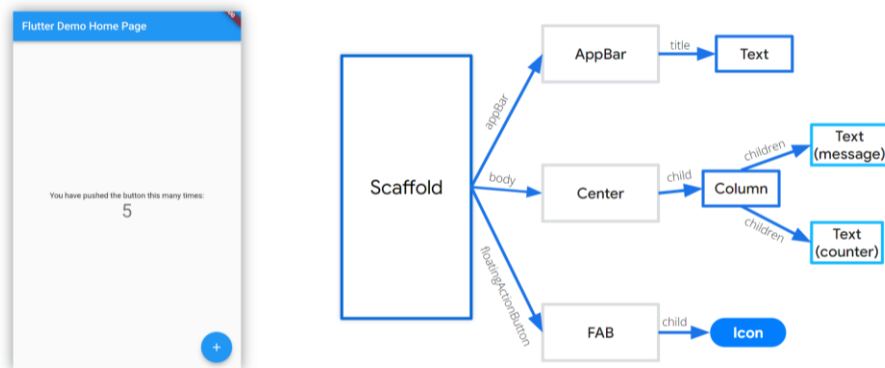 Flutter Demo Home Page
You have pushed the button this many times:
5
+
Scaffold
appBar
AppBar
title
Text
body
Center
child
Column
children
Text
(message)
children
Text
(counter)
floatingActionButton
FAB
child
Icon